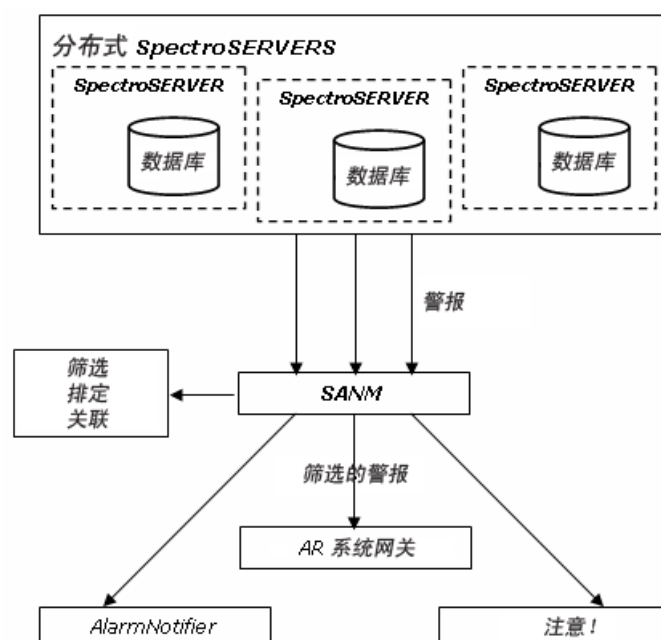 分布式 SpectroSERVERS
SpectroSERVER
SpectroSERVER
SpectroSERVER
数据库
数据库
数据库
警报
筛选
排定
关联
SANM
筛选的警报
AR 系统网关
AlarmNotifier
注意!